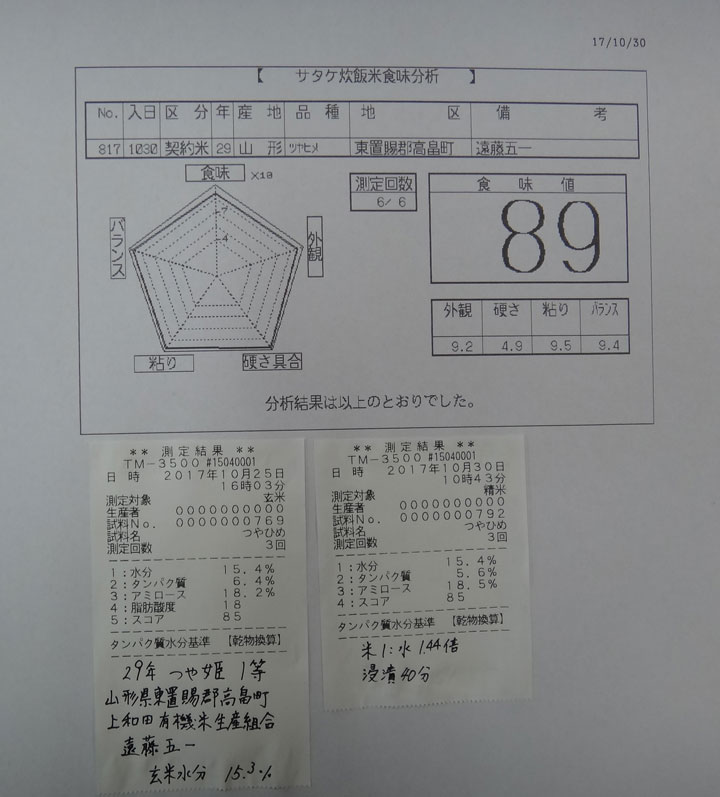 17/10/30
【 サタケ炊飯米食味分析 】
No. 入日 区分 年 産地 品種 地区 備考
817 1030 契約米 29 山形 ツヤヒメ 東置賜郡高畠町 遠藤五一
食味 ×10
7
4
バランス
外観
粘り
硬さ具合
測定回数
6/ 6
食味値
89
外観 硬さ 粘り バランス
9.2 4.9 9.5 9.4
分析結果は以上のとおりでした。
** 測定結果 **
TM-3500 #15040001
日 時 2017年10月25日
16時03分
測定対象 玄米
生産者 0000000000
試料No. 0000000769
試料名 つやひめ
測定回数 3回
1:水分 15.4%
2:タンパク質 6.4%
3:アミロース 18.2%
4:脂肪酸度 18
5:スコア 85
タンパク質水分基準 【乾物換算】
29年 つや姫 1等
山形県東置賜郡高畠町
上和田有機米生産組合
遠藤五一
玄米水分 15.3%
** 測定結果 **
TM-3500 #15040001
日 時 2017年10月30日
10時43分
測定対象 精米
生産者 0000000000
試料No. 0000000792
試料名 つやひめ
測定回数 3回
1:水分 15.4%
2:タンパク質 5.6%
3:アミロース 18.5%
4:スコア 85
タンパク質水分基準 【乾物換算】
米1:水 1.44倍
浸漬40分